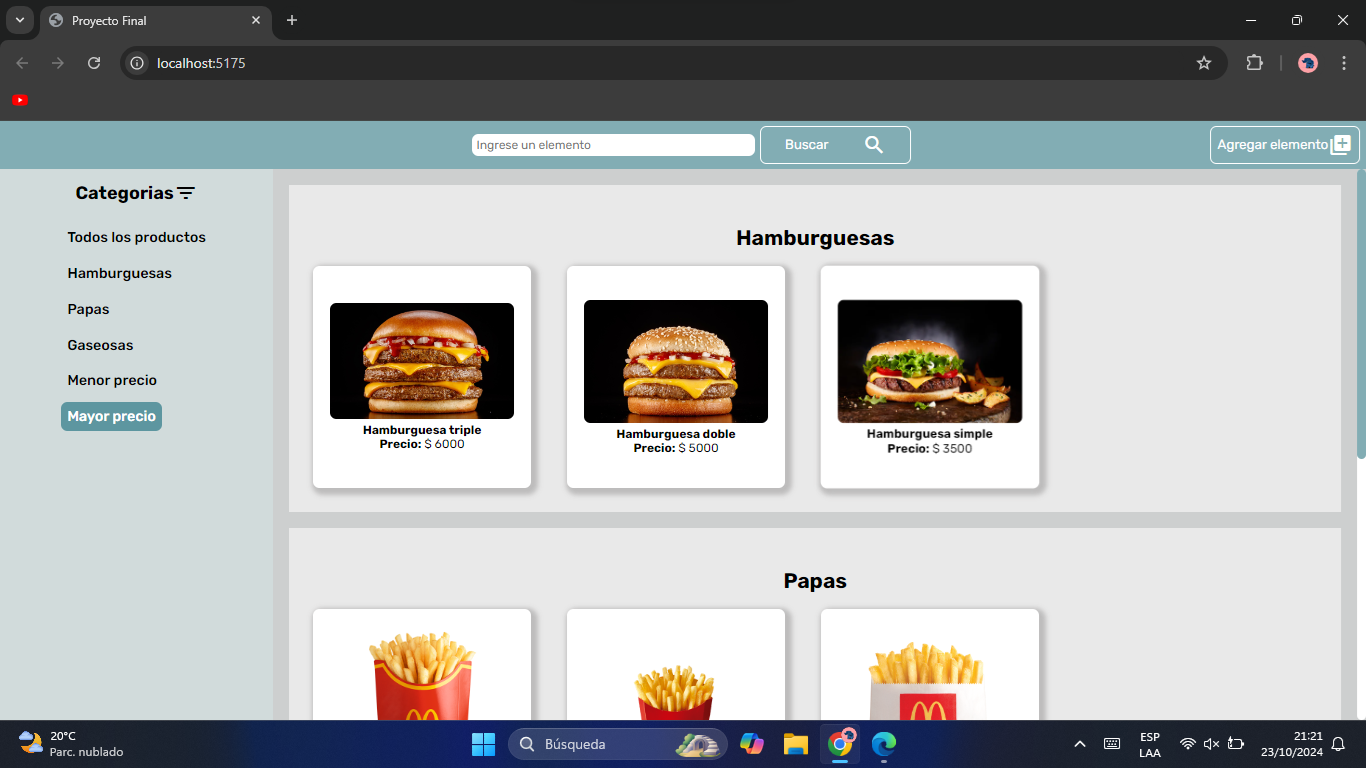 Proyecto Final
localhost:5175
Ingrese un elemento
Buscar
Agregar elemento
Categorias
Todos los productos
Hamburguesas
Papas
Gaseosas
Menor precio
Mayor precio
Hamburguesas
Hamburguesa triple
Precio: $ 6000
Hamburguesa doble
Precio: $ 5000
Hamburguesa simple
Precio: $ 3500
Papas
20°C
Parc. nublado
Búsqueda
ESP
LAA
21:21
23/10/2024